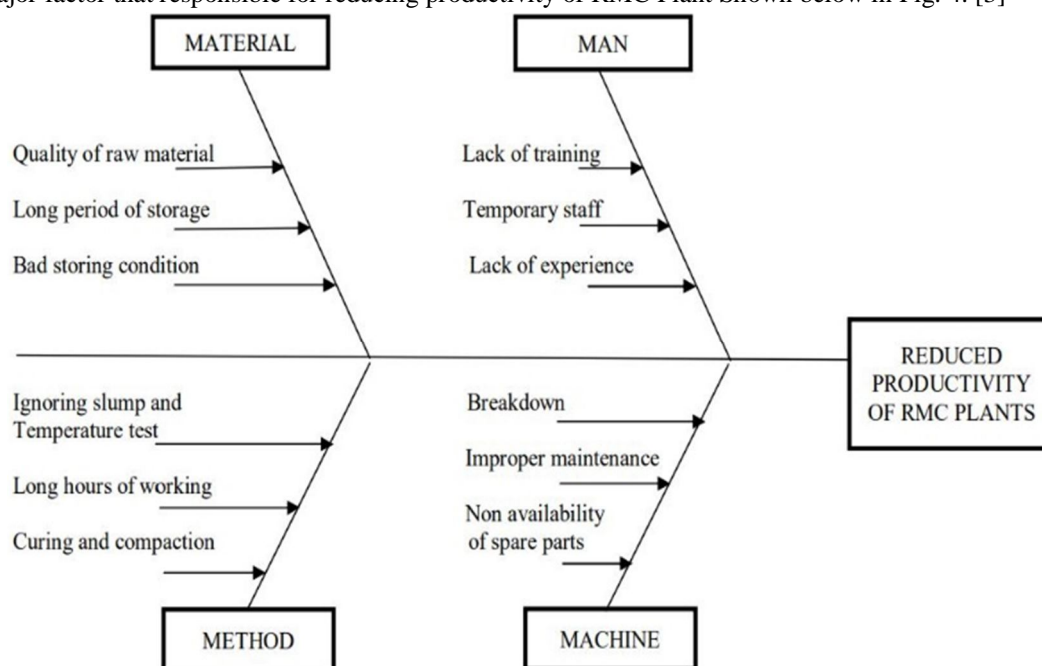 ajor factor that responsible for reducing productivity of RMC Plant Shown below in Fig. 4. [5]
MATERIAL
MAN
Quality of raw material
Long period of storage
Bad storing condition
Lack of training
Temporary staff
Lack of experience
REDUCED
PRODUCTIVITY
OF RMC PLANTS
Ignoring slump and
Temperature test
Long hours of working
Curing and compaction
Breakdown
Improper maintenance
Non availability
of spare parts
METHOD
MACHINE